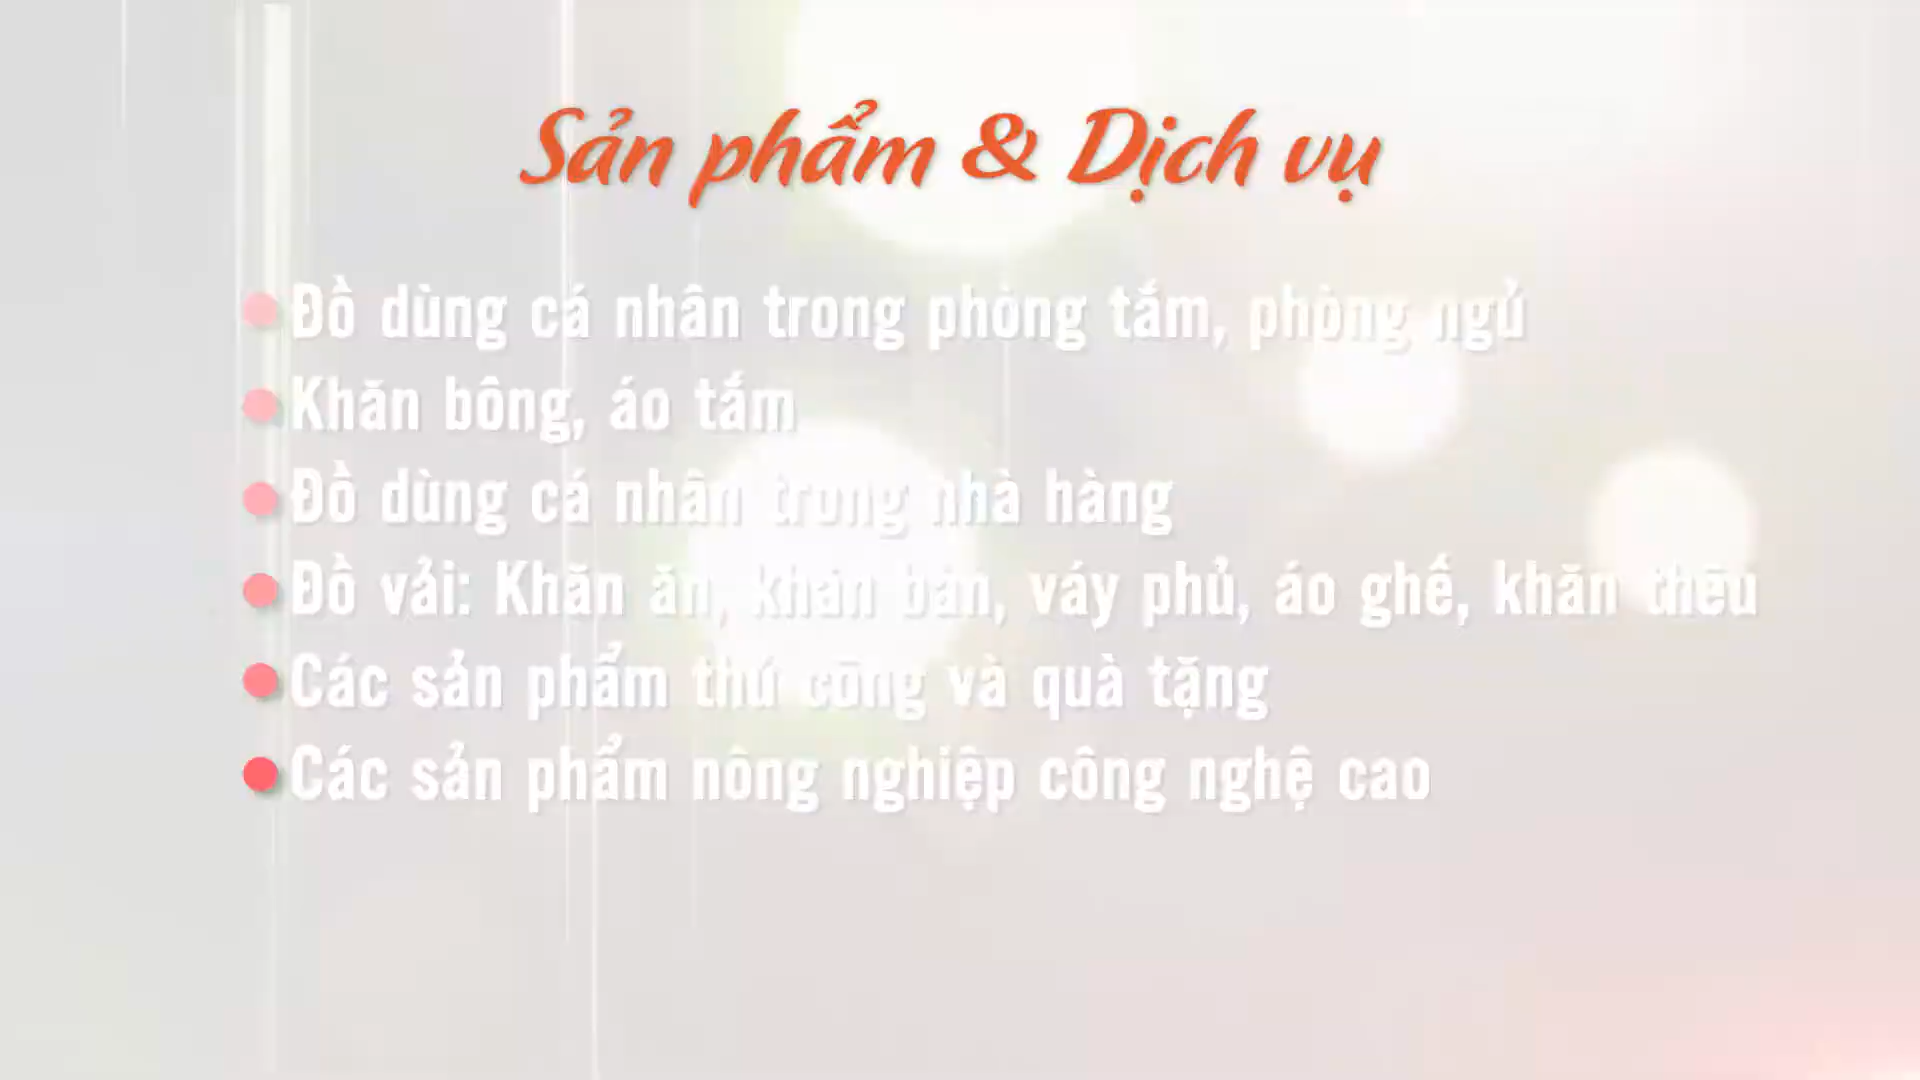 Sản phẩm & Dịch vụ
Đồ dùng cá nhân trong phòng tắm, phòng ngủ
Khăn bông, áo tắm
Đồ dùng cá nhân trong nhà hàng
Đồ vải: Khăn ăn, khăn bàn, váy phủ, áo ghế, khăn thêu
Các sản phẩm thủ công và quà tặng
Các sản phẩm nông nghiệp công nghệ cao